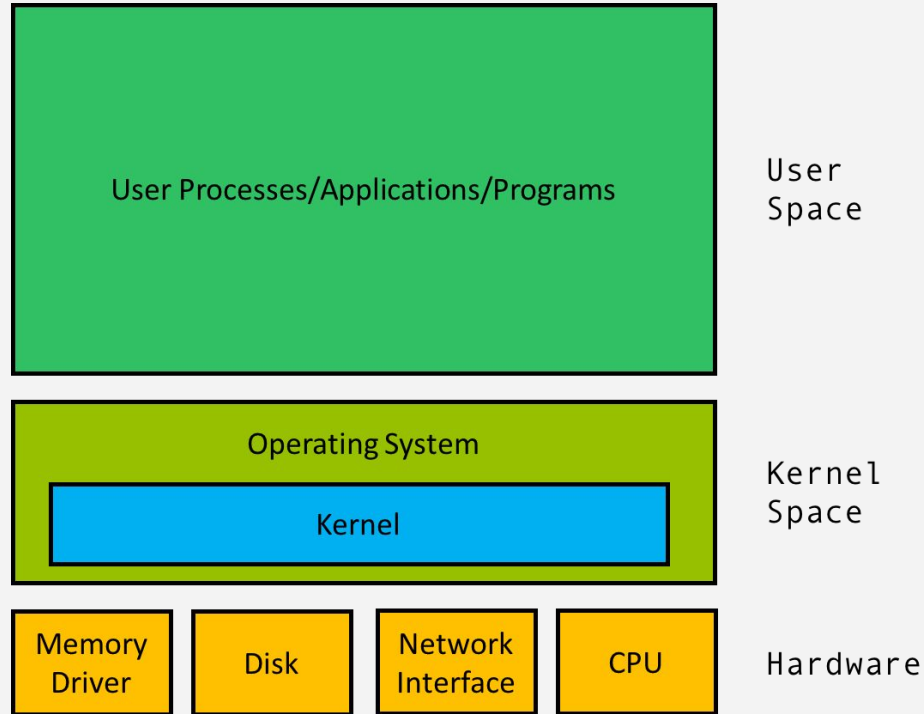 User Processes/Applications/Programs
User
Space
Operating System
Kernel
Kernel
Space
Memory
Driver
Disk
Network
Interface
CPU
Hardware